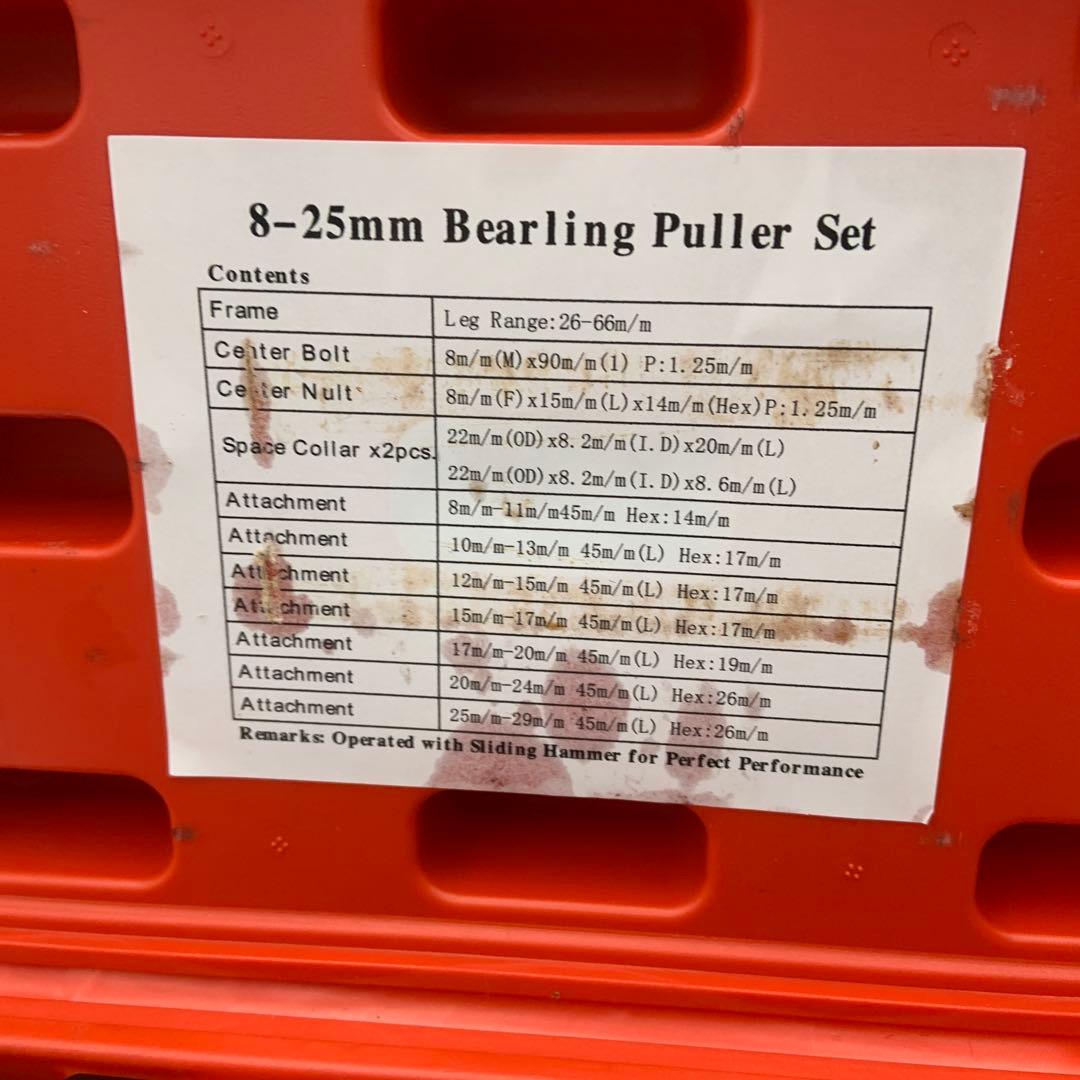 8-25mm Bearling Puller Set
Contents
Frame Leg Range:26-66m/m
Center Bolt 8m/m(M)x90m/m(1) P:1.25m/m
Center Nult 8m/m(F)x15m/m(L)x14m/m(Hex)P:1.25m/m
Space Collar x2pcs. 22m/m(OD)x8.2m/m(I.D)x20m/m(L)
22m/m(OD)x8.2m/m(I.D)x8.6m/m(L)
Attachment 8m/m-11m/m45m/m Hex:14m/m
Attachment 10m/m-13m/m 45m/m(L) Hex:17m/m
Attachment 12m/m-15m/m 45m/m(L) Hex:17m/m
Attachment 15m/m-17m/m 45m/m(L) Hex:17m/m
Attachment 17m/m-20m/m 45m/m(L) Hex:19m/m
Attachment 20m/m-24m/m 45m/m(L) Hex:26m/m
Attachment 25m/m-29m/m 45m/m(L) Hex:26m/m
Remarks: Operated with Sliding Hammer for Perfect Performance